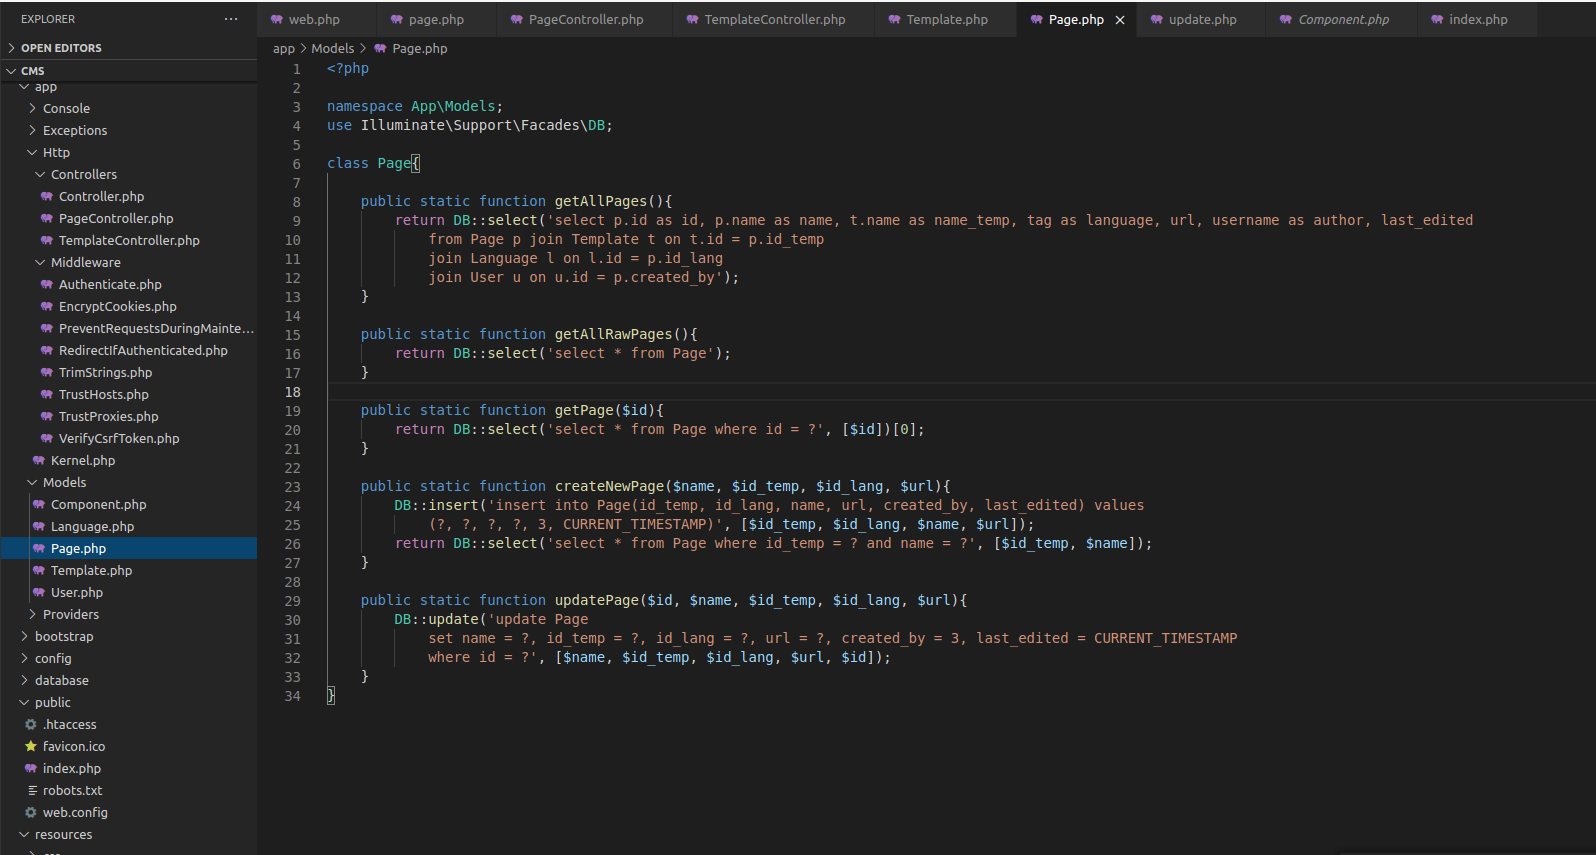 EXPLORER ···
OPEN EDITORS
CMS
app
Console
Exceptions
Http
Controllers
Controller.php
PageController.php
TemplateController.php
Middleware
Authenticate.php
EncryptCookies.php
PreventRequestsDuringMainte...
RedirectIfAuthenticated.php
TrimStrings.php
TrustHosts.php
TrustProxies.php
VerifyCsrfToken.php
Kernel.php
Models
Component.php
Language.php
Page.php
Template.php
User.php
Providers
bootstrap
config
database
public
.htaccess
favicon.ico
index.php
robots.txt
web.config
resources
web.php page.php PageController.php TemplateController.php Template.php Page.php × update.php Component.php index.php
app > Models > Page.php
1 <?php
2
3 namespace App\Models;
4 use Illuminate\Support\Facades\DB;
5
6 class Page{
7
8     public static function getAllPages(){
9         return DB::select('select p.id as id, p.name as name, t.name as name_temp, tag as language, url, username as author, last_edited
10             from Page p join Template t on t.id = p.id_temp
11             join Language l on l.id = p.id_lang
12             join User u on u.id = p.created_by');
13     }
14
15     public static function getAllRawPages(){
16         return DB::select('select * from Page');
17     }
18
19     public static function getPage($id){
20         return DB::select('select * from Page where id = ?', [$id])[0];
21     }
22
23     public static function createNewPage($name, $id_temp, $id_lang, $url){
24         DB::insert('insert into Page(id_temp, id_lang, name, url, created_by, last_edited) values
25             (?, ?, ?, ?, 3, CURRENT_TIMESTAMP)', [$id_temp, $id_lang, $name, $url]);
26         return DB::select('select * from Page where id_temp = ? and name = ?', [$id_temp, $name]);
27     }
28
29     public static function updatePage($id, $name, $id_temp, $id_lang, $url){
30         DB::update('update Page
31             set name = ?, id_temp = ?, id_lang = ?, url = ?, created_by = 3, last_edited = CURRENT_TIMESTAMP
32             where id = ?', [$name, $id_temp, $id_lang, $url, $id]);
33     }
34 }